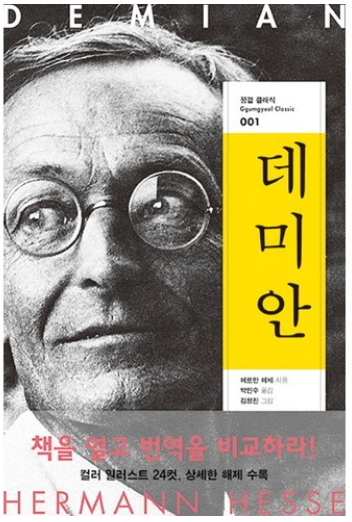 DEMIAN
꿈결 클래식
Ggumgyeol Classic
001
데미안
헤르만 헤세 지음
박민수 옮김
김정진 그림
책을 열고 번역을 비교하라!
컬러 일러스트 24컷, 상세한 해제 수록
HERMANN HESSE